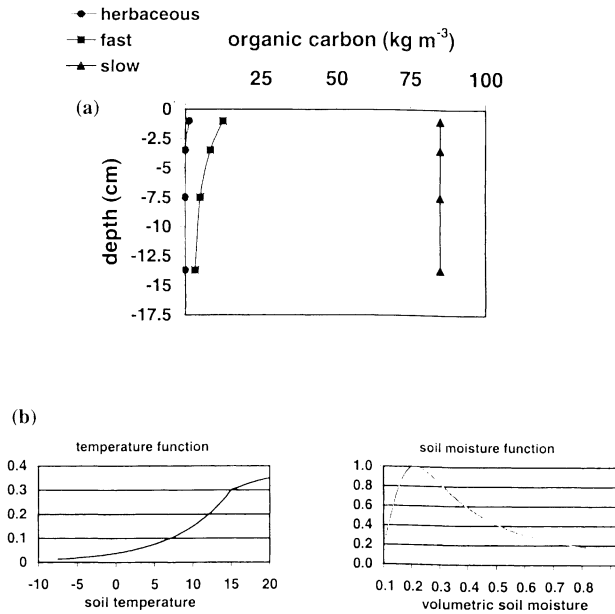 herbaceous
fast
slow
organic carbon (kg m-3)
25 50 75 100
(a)
depth (cm)
0
-2.5
-5
-7.5
-10
-12.5
-15
-17.5
(b)
temperature function
0.4
0.3
0.2
0.1
0
-10 -5 0 5 10 15 20
soil temperature
soil moisture function
1.0
0.8
0.6
0.4
0.2
0.0
0.1 0.2 0.3 0.4 0.5 0.6 0.7 0.8
volumetric soil moisture